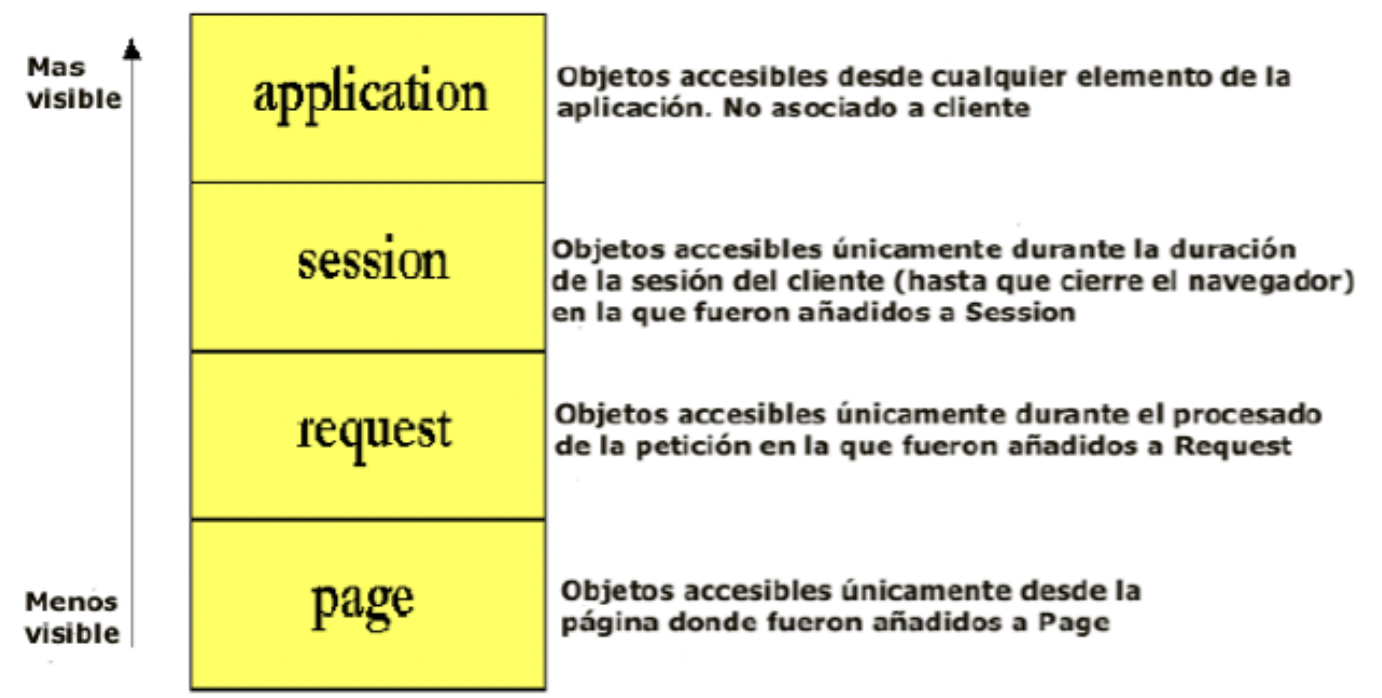 Mas
visible
application
Objetos accesibles desde cualquier elemento de la
aplicación. No asociado a cliente
session
Objetos accesibles únicamente durante la duración
de la sesión del cliente (hasta que cierre el navegador)
en la que fueron añadidos a Session
request
Objetos accesibles únicamente durante el procesado
de la petición en la que fueron añadidos a Request
Menos
visible
page
Objetos accesibles únicamente desde la
página donde fueron añadidos a Page